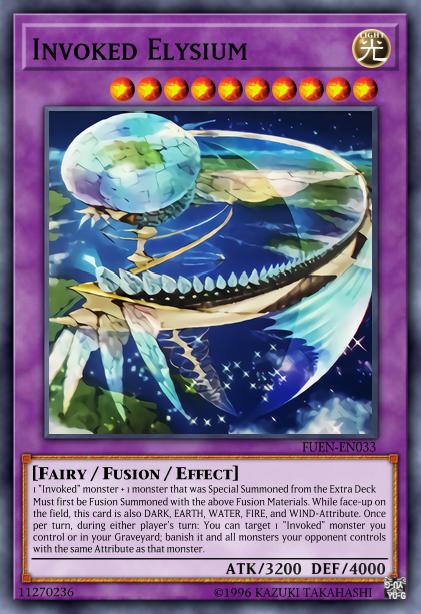 Invoked Elysium
LIGHT
光
FUEN-EN033
[Fairy / Fusion / Effect]
1 "Invoked" monster + 1 monster that was Special Summoned from the Extra Deck
Must first be Fusion Summoned with the above Fusion Materials. While face-up on
the field, this card is also DARK, EARTH, WATER, FIRE, and WIND-Attribute. Once
per turn, during either player's turn: You can target 1 "Invoked" monster you
control or in your Graveyard; banish it and all monsters your opponent controls
with the same Attribute as that monster.
ATK/3200 DEF/4000
11270236
©1996 KAZUKI TAKAHASHI